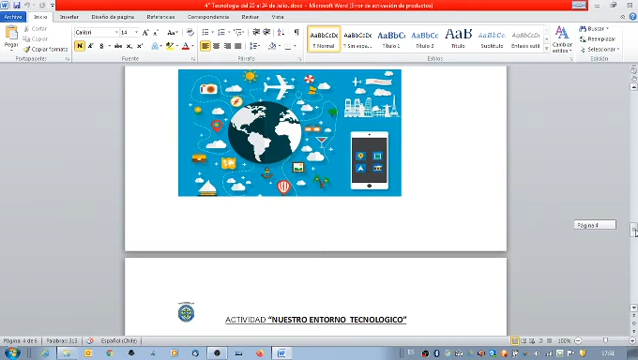 4° Tecnologia del 20 al 24 de Julio..docx - Microsoft Word (Error de activación de productos)
Archivo Inicio Insertar Diseño de página Referencias Correspondencia Revisar Vista
Pegar
Cortar
Copiar
Copiar formato
Portapapeles
Calibri
14
N
Fuente
Párrafo
AaBbCcDc
¶ Normal
AaBbCcDc
¶ Sin espa...
AaBbC
Título 1
AaBbCc
Título 2
AaB
Título
AaBbCc.
Subtítulo
AaBbCcDc
Énfasis sutil
Estilos
Cambiar
estilos
Buscar
Reemplazar
Seleccionar
Edición
Página 4
ACTIVIDAD "NUESTRO ENTORNO TECNOLOGICO"
Página: 4 de 6
Palabras: 313
Español (Chile)
100%
ES